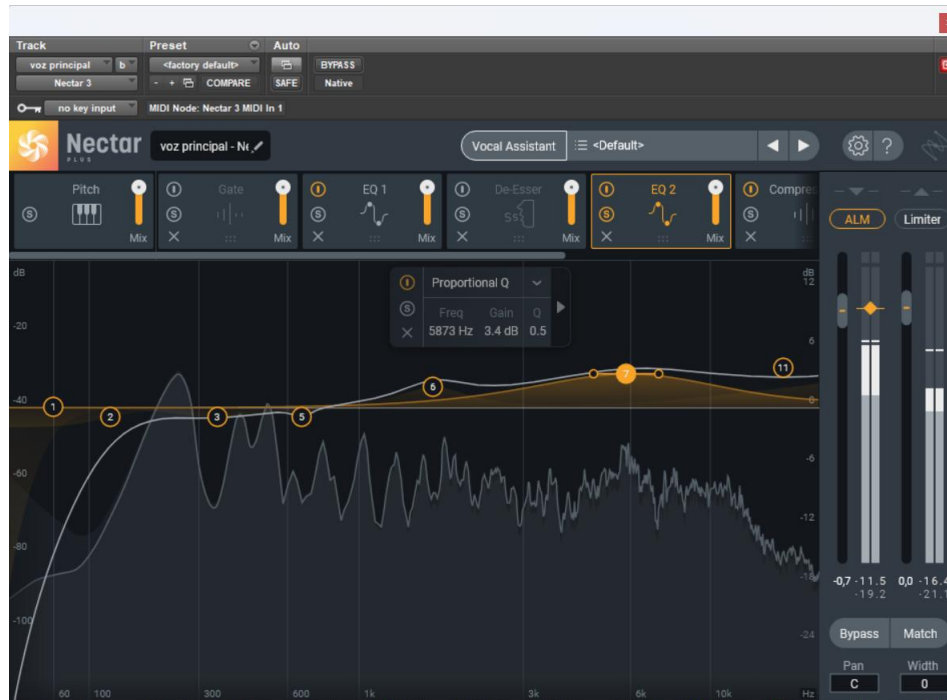 Track Preset Auto
voz principal b <factory default> BYPASS
Nectar 3 - + COMPARE SAFE Native
no key input MIDI Node: Nectar 3 MIDI In 1
Nectar voz principal - Ne Vocal Assistant <Default> ?
PLUS
Pitch Gate EQ 1 De-Esser EQ 2 Compres
S S S S S S
Ss
Mix Mix Mix Mix Mix
ALM Limiter
dB Proportional Q dB
12
S Freq Gain Q
5873 Hz 3.4 dB 0.5
-20
6
11
7
6
-40 0
1 2 3 5
-60 -6
-12
-80
-18
-0,7 -11.5 0,0 -16.4
-19.2 -21.1
-100 -24
Bypass Match
Pan Width
C 0
60 100 300 600 1k 3k 6k 10k Hz